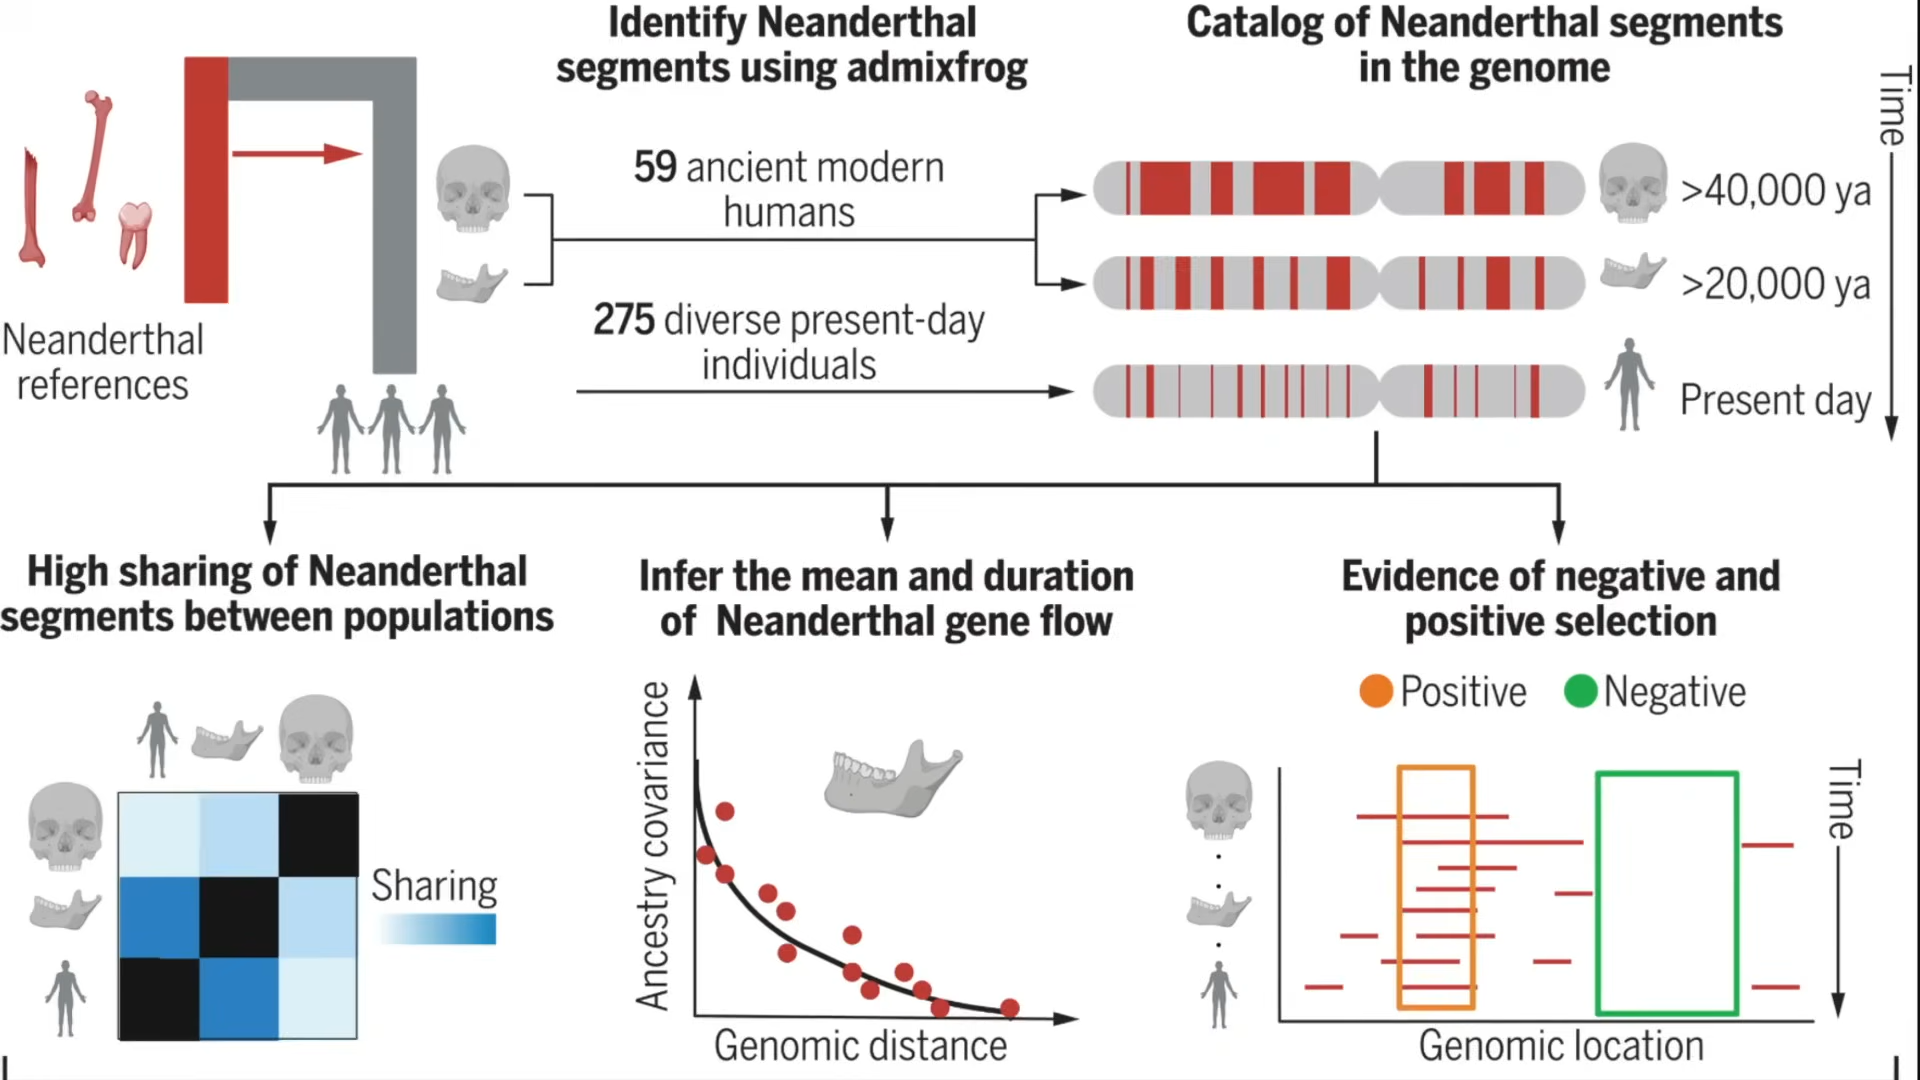 Identify Neanderthal
segments using admixfrog
Catalog of Neanderthal segments
in the genome
Time
59 ancient modern
humans
>40,000 ya
>20,000 ya
275 diverse present-day
individuals
Neanderthal
references
Present day
High sharing of Neanderthal
segments between populations
Infer the mean and duration
of Neanderthal gene flow
Evidence of negative and
positive selection
Positive
Negative
Sharing
Ancestry covariance
Genomic distance
Time
Genomic location